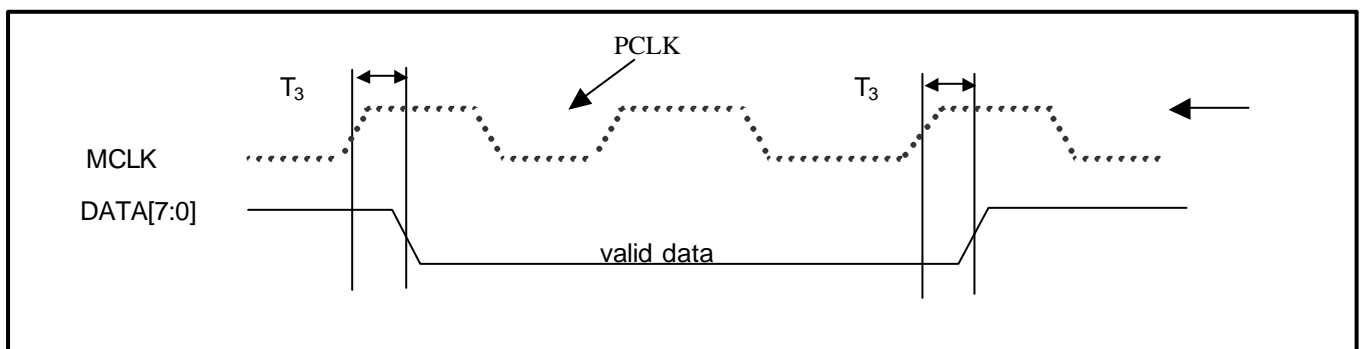 PCLK
T3 T3
MCLK
DATA[7:0]
valid data